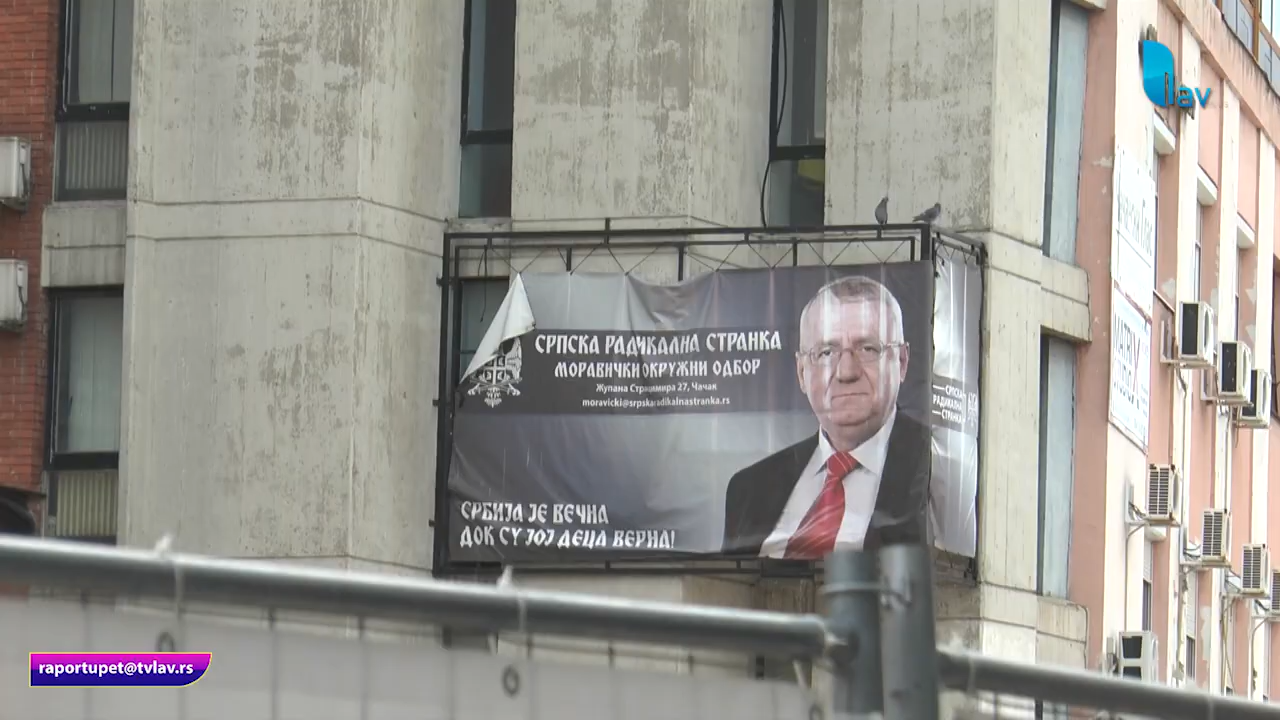 lav
СРПСКА РАДИКАЛНА СТРАНКА
МОРАВИЧКИ ОКРУЖНИ ОДБОР
Жупана Страцимира 27, Чачак
moravicki@srpskaradikalnastranka.rs
СРБИЈА ЈЕ ВЕЧНА
ДОК СУ ЈОЈ ДЕЦА ВЕРНА!
СРПСКА
РАДИКАЛНА
СТРАНКА
MATRIX
raportupet@tvlav.rs